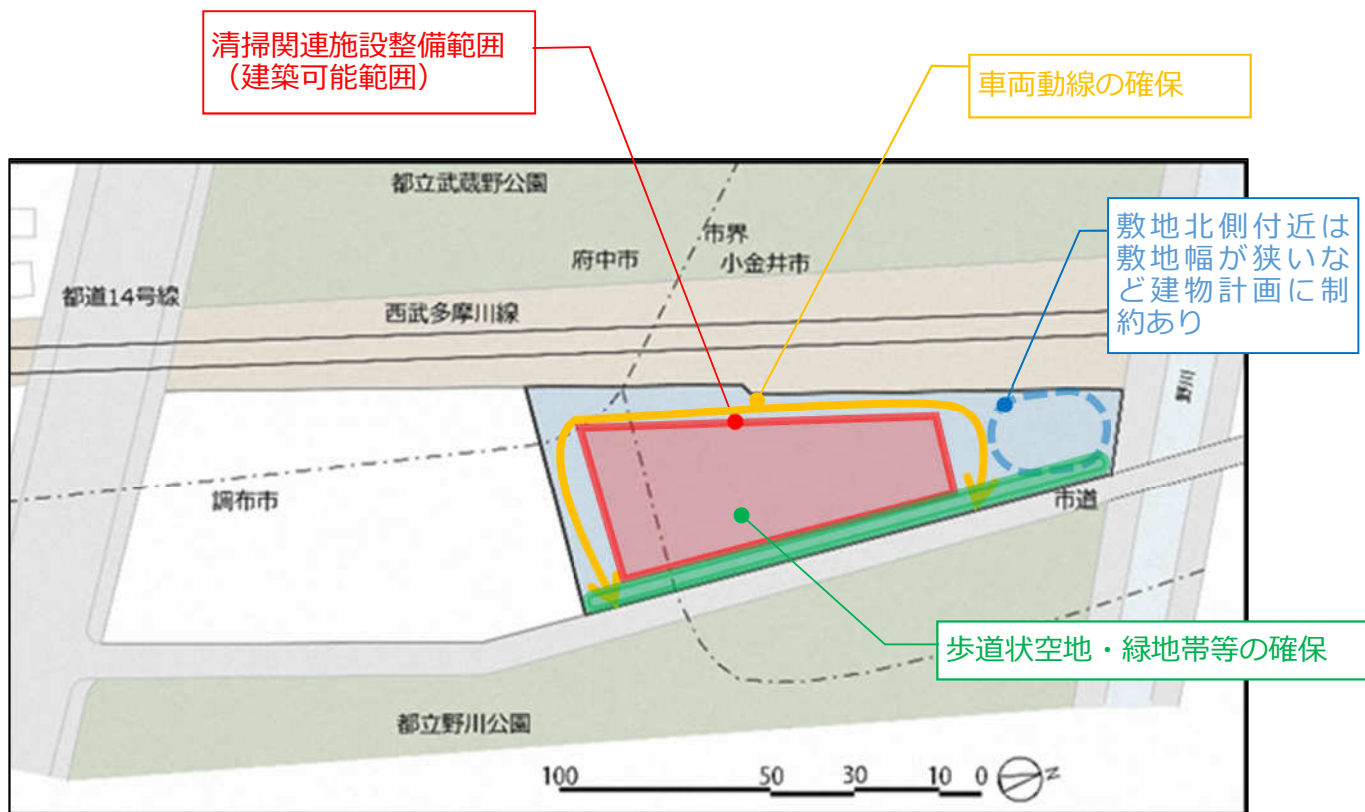 清掃関連施設整備範囲
（建築可能範囲）
車両動線の確保
都立武蔵野公園
市界
府中市
小金井市
敷地北側付近は
敷地幅が狭いな
ど建物計画に制
約あり
都道14号線
西武多摩川線
野川
調布市
市道
歩道状空地・緑地帯等の確保
都立野川公園
100 50 30 10 0 N